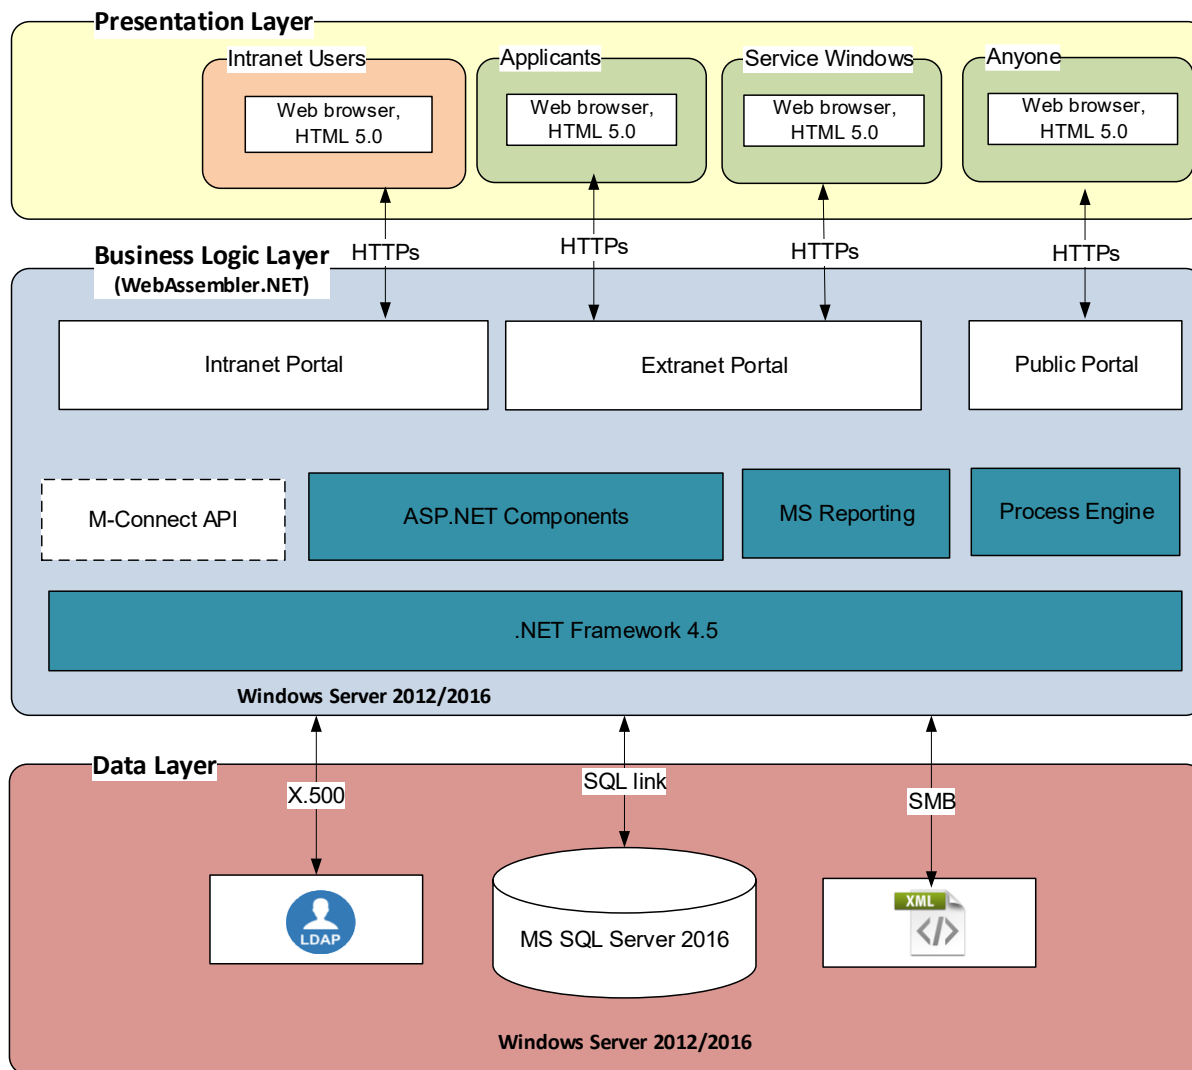 Presentation Layer
Intranet Users
Applicants
Service Windows
Anyone
Web browser,
HTML 5.0
Web browser,
HTML 5.0
Web browser,
HTML 5.0
Web browser,
HTML 5.0
HTTPs
HTTPs
HTTPs
HTTPs
Business Logic Layer
(WebAssembler.NET)
Intranet Portal
Extranet Portal
Public Portal
M-Connect API
ASP.NET Components
MS Reporting
Process Engine
.NET Framework 4.5
Windows Server 2012/2016
Data Layer
X.500
SQL link
SMB
LDAP
MS SQL Server 2016
XML
</>
Windows Server 2012/2016